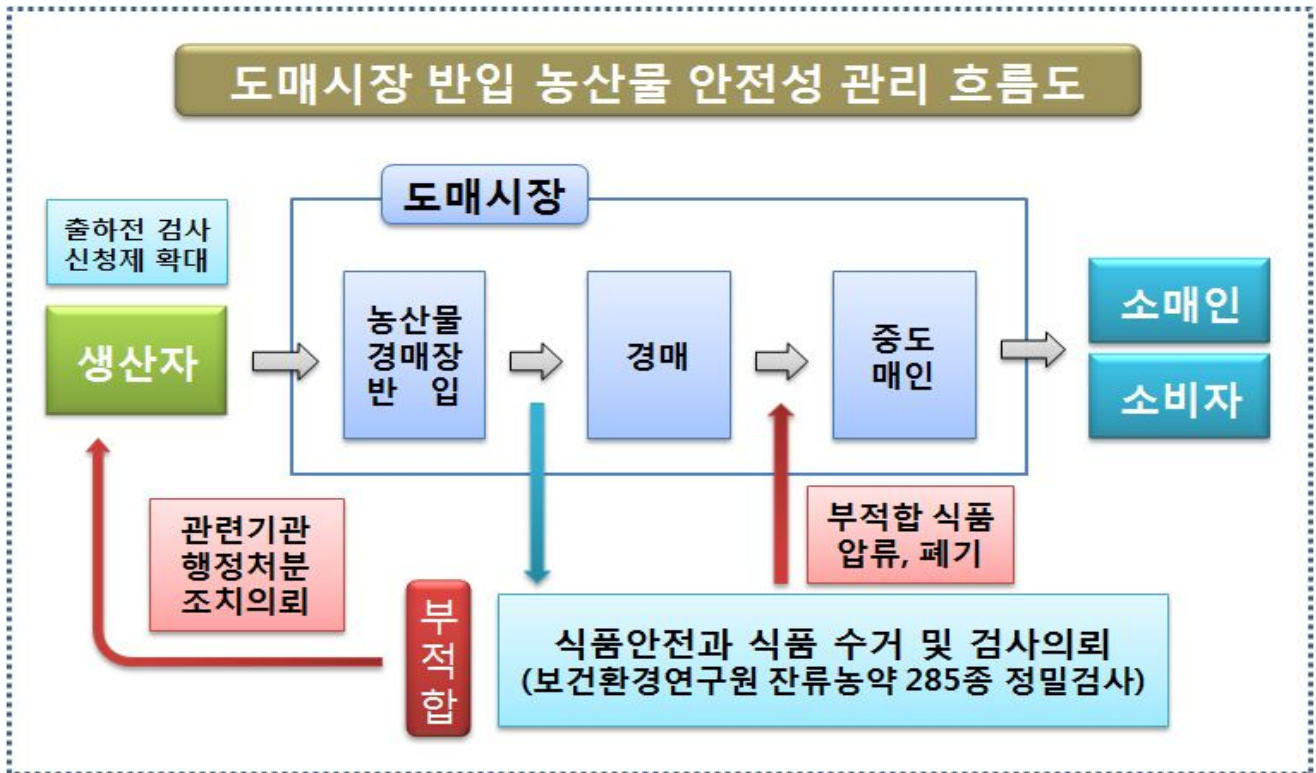 도매시장 반입 농산물 안전성 관리 흐름도
도매시장
출하전 검사
신청제 확대
생산자
농산물
경매장
반 입
경매
중도
매인
소매인
소비자
관련기관
행정처분
조치의뢰
부적합 식품
압류, 폐기
부
적
합
식품안전과 식품 수거 및 검사의뢰
(보건환경연구원 잔류농약 285종 정밀검사)